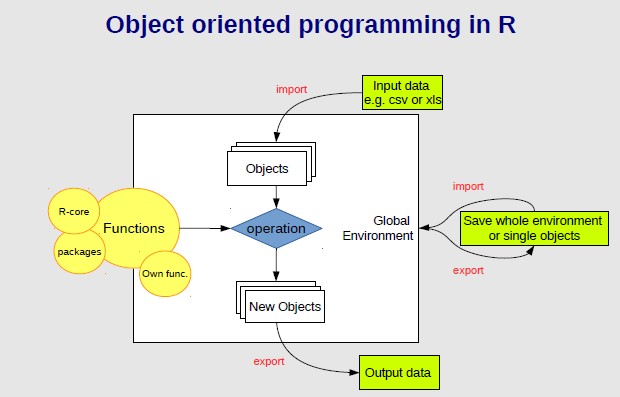 Object oriented programming in R
import
Input data
e.g. csv or xls
Objects
R-core
Functions
packages
Own func.
operation
Global
Environment
import
Save whole environment
or single objects
export
New Objects
export
Output data